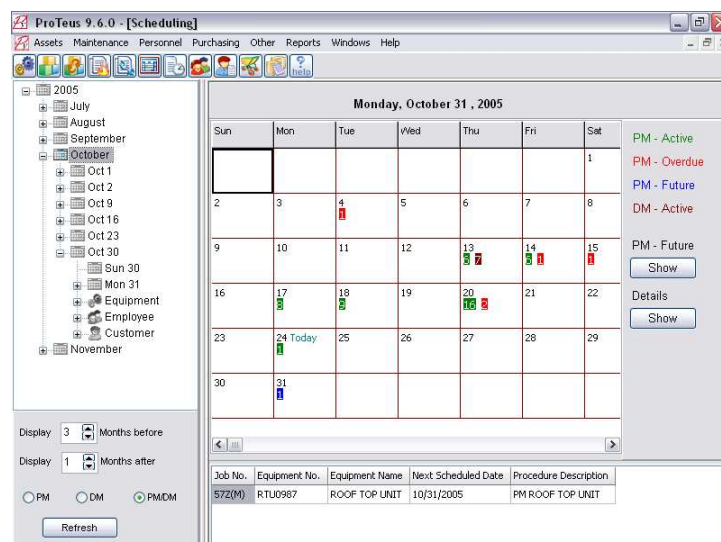 ProTeus 9.6.0 - [Scheduling]
Assets Maintenance Personnel Purchasing Other Reports Windows Help
help
2005
July
August
September
October
Oct 1
Oct 2
Oct 9
Oct 16
Oct 23
Oct 30
Sun 30
Mon 31
Equipment
Employee
Customer
November
Display 3 Months before
Display 1 Months after
PM DM PM/DM
Refresh
Monday, October 31 , 2005
Sun Mon Tue Wed Thu Fri Sat
1
2 3 4 5 6 7 8
1
9 10 11 12 13 14 15
6 7 6 1 1
16 17 18 19 20 21 22
8 9 16 2
23 24 Today 25 26 27 28 29
1
30 31
1
PM - Active
PM - Overdue
PM - Future
DM - Active
PM - Future
Show
Details
Show
Job No. Equipment No. Equipment Name Next Scheduled Date Procedure Description
572(M) RTU0987 ROOF TOP UNIT 10/31/2005 PM ROOF TOP UNIT